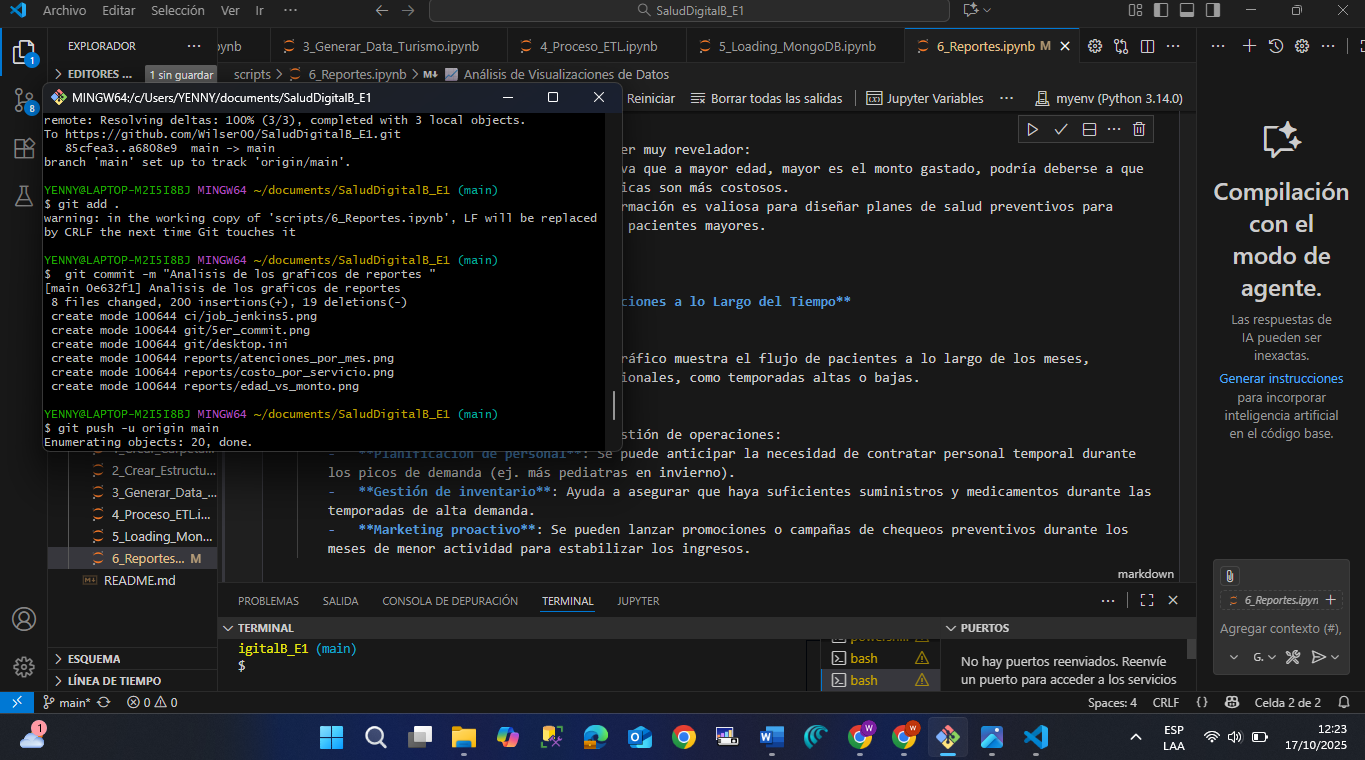 Archivo Editar Selección Ver Ir ··· SaludDigitalB_E1
EXPLORADOR ···
ynb 3_Generar_Data_Turismo.ipynb 4_Proceso_ETL.ipynb 5_Loading_MongoDB.ipynb 6_Reportes.ipynb M
EDITORES ... 1 sin guardar
scripts > 6_Reportes.ipynb > M↓ Análisis de Visualizaciones de Datos
MINGW64:/c/Users/YENNY/documents/SaludDigitalB_E1
Reiniciar Borrar todas las salidas Jupyter Variables ··· myenv (Python 3.14.0)
remote: Resolving deltas: 100% (3/3), completed with 3 local objects.
To https://github.com/Wilser00/SaludDigitalB_E1.git
85cfea3..a6808e9 main -> main
branch 'main' set up to track 'origin/main'.
YENNY@LAPTOP-M2I5I8BJ MINGW64 ~/documents/SaludDigitalB_E1 (main)
$ git add .
warning: in the working copy of 'scripts/6_Reportes.ipynb', LF will be replaced
by CRLF the next time Git touches it
YENNY@LAPTOP-M2I5I8BJ MINGW64 ~/documents/SaludDigitalB_E1 (main)
$ git commit -m "Analisis de los graficos de reportes "
[main 0e632f1] Analisis de los graficos de reportes
8 files changed, 200 insertions(+), 19 deletions(-)
create mode 100644 ci/job_jenkins5.png
create mode 100644 git/5er_commit.png
create mode 100644 git/desktop.ini
create mode 100644 reports/atenciones_por_mes.png
create mode 100644 reports/costo_por_servicio.png
create mode 100644 reports/edad_vs_monto.png
YENNY@LAPTOP-M2I5I8BJ MINGW64 ~/documents/SaludDigitalB_E1 (main)
$ git push -u origin main
Enumerating objects: 20, done.
er muy revelador:
va que a mayor edad, mayor es el monto gastado, podría deberse a que
icas son más costosos.
rmación es valiosa para diseñar planes de salud preventivos para
pacientes mayores.
ciones a lo Largo del Tiempo**
ráfico muestra el flujo de pacientes a lo largo de los meses,
ionales, como temporadas altas o bajas.
stión de operaciones:
- **Planificación de personal**: Se puede anticipar la necesidad de contratar personal temporal durante
los picos de demanda (ej. más pediatras en invierno).
- **Gestión de inventario**: Ayuda a asegurar que haya suficientes suministros y medicamentos durante las
temporadas de alta demanda.
- **Marketing proactivo**: Se pueden lanzar promociones o campañas de chequeos preventivos durante los
meses de menor actividad para estabilizar los ingresos.
markdown
2_Crear_Estructu...
3_Generar_Data_...
4_Proceso_ETL.i...
5_Loading_Mon...
6_Reportes... M
README.md
ESQUEMA
LÍNEA DE TIEMPO
PROBLEMAS SALIDA CONSOLA DE DEPURACIÓN TERMINAL JUPYTER
TERMINAL
igitalB_E1 (main)
$
bash
bash
PUERTOS
No hay puertos reenviados. Reenvíe
un puerto para acceder a los servicios
Compilación
con el
modo de
agente.
Las respuestas de
IA pueden ser
inexactas.
Generar instrucciones
para incorporar
inteligencia artificial
en el código base.
6_Reportes.ipyn
Agregar contexto (#),
G.
1
8
main* 0 0 Spaces: 4 CRLF {} Celda 2 de 2
1
W
W
ESP
LAA
12:23
17/10/2025